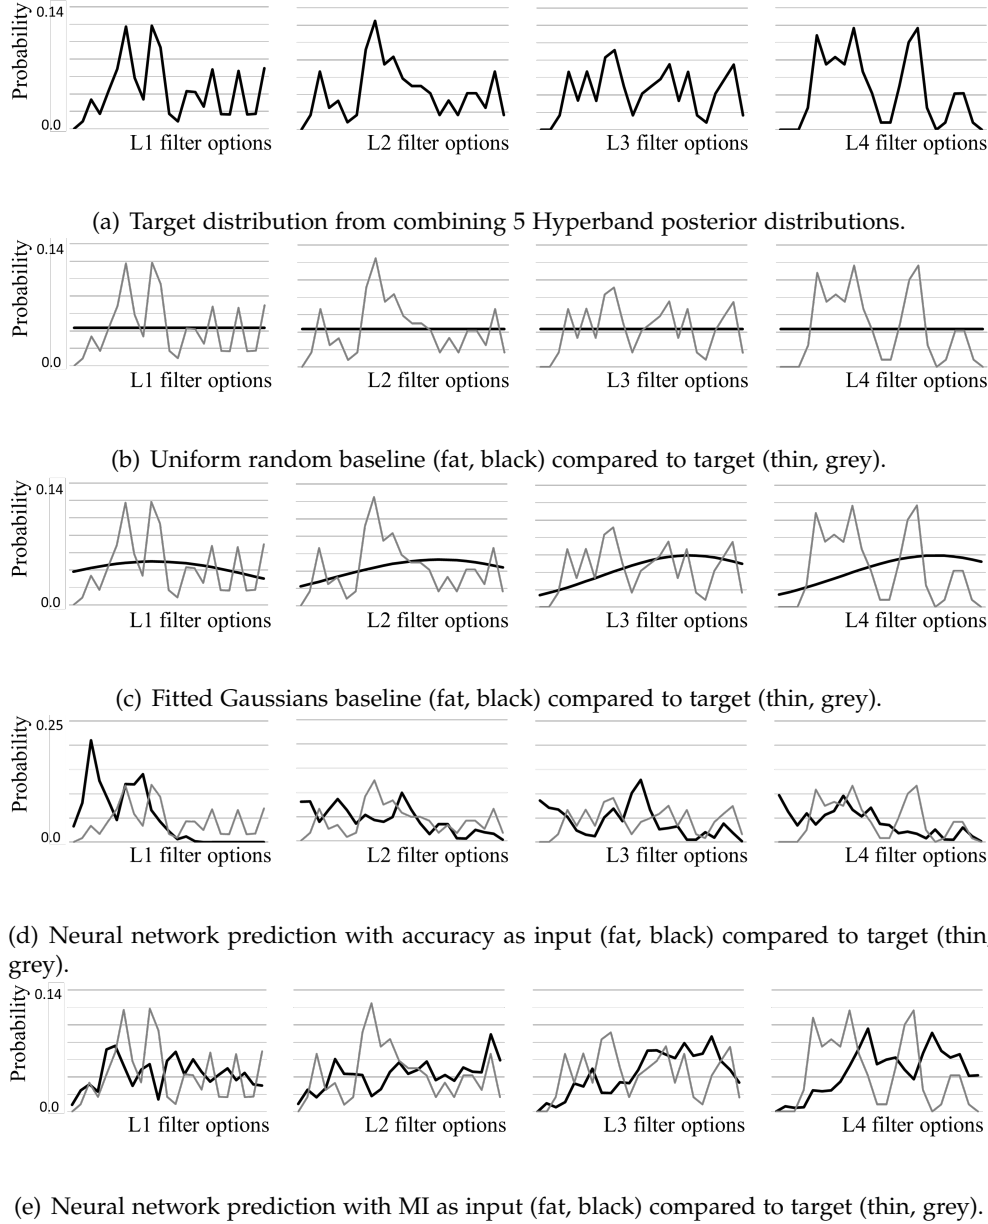 Probability
0.14
0.0
L1 filter options
L2 filter options
L3 filter options
L4 filter options
(a) Target distribution from combining 5 Hyperband posterior distributions.
Probability
0.14
0.0
L1 filter options
L2 filter options
L3 filter options
L4 filter options
(b) Uniform random baseline (fat, black) compared to target (thin, grey).
Probability
0.14
0.0
L1 filter options
L2 filter options
L3 filter options
L4 filter options
(c) Fitted Gaussians baseline (fat, black) compared to target (thin, grey).
Probability
0.25
0.0
L1 filter options
L2 filter options
L3 filter options
L4 filter options
(d) Neural network prediction with accuracy as input (fat, black) compared to target (thin,
grey).
Probability
0.14
0.0
L1 filter options
L2 filter options
L3 filter options
L4 filter options
(e) Neural network prediction with MI as input (fat, black) compared to target (thin, grey).